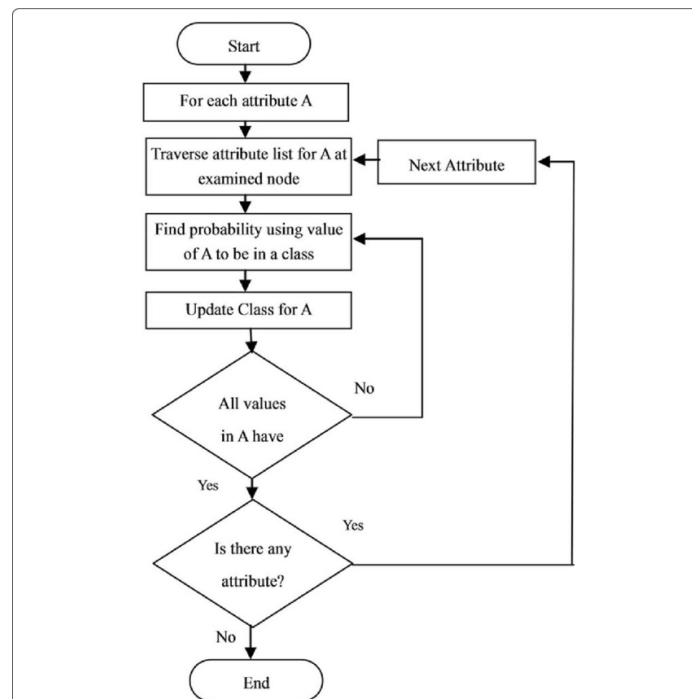 Start
For each attribute A
Traverse attribute list for A at
examined node
Next Attribute
Find probability using value
of A to be in a class
Update Class for A
All values
in A have
No
Yes
Is there any
attribute?
Yes
No
End